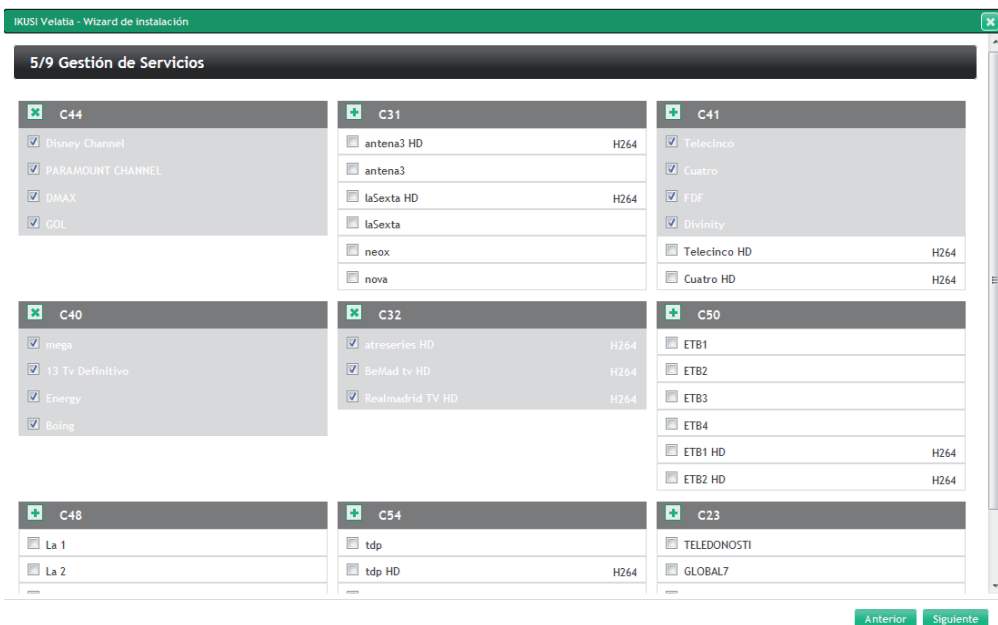 IKUSI Velatia - Wizard de instalación
5/9 Gestión de Servicios
C44
Disney Channel
PARAMOUNT CHANNEL
DMAX
GOL
C31
antena3 HD H264
antena3
laSexta HD H264
laSexta
neox
nova
C41
Telecinco
Cuatro
FDF
Divinity
Telecinco HD H264
Cuatro HD H264
C40
mega
13 Tv Definitivo
Energy
Boing
C32
atreseries HD H264
BeMad tv HD H264
Realmadrid TV HD H264
C50
ETB1
ETB2
ETB3
ETB4
ETB1 HD H264
ETB2 HD H264
C48
La 1
La 2
C54
tdp
tdp HD H264
C23
TELEDONOSTI
GLOBAL7
Anterior Siguiente